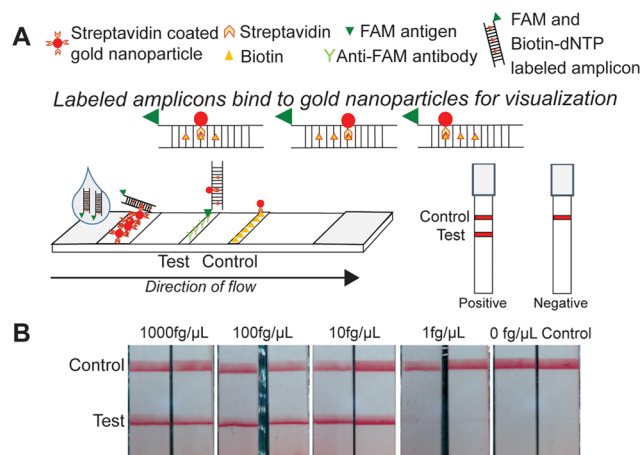 A
Streptavidin coated
gold nanoparticle
Streptavidin
Biotin
FAM antigen
Anti-FAM antibody
FAM and
Biotin-dNTP
labeled amplicon
Labeled amplicons bind to gold nanoparticles for visualization
Test Control
Direction of flow
Control
Test
Positive
Negative
B
1000fg/µL 100fg/µL 10fg/µL 1fg/µL 0 fg/µL Control
Control
Test